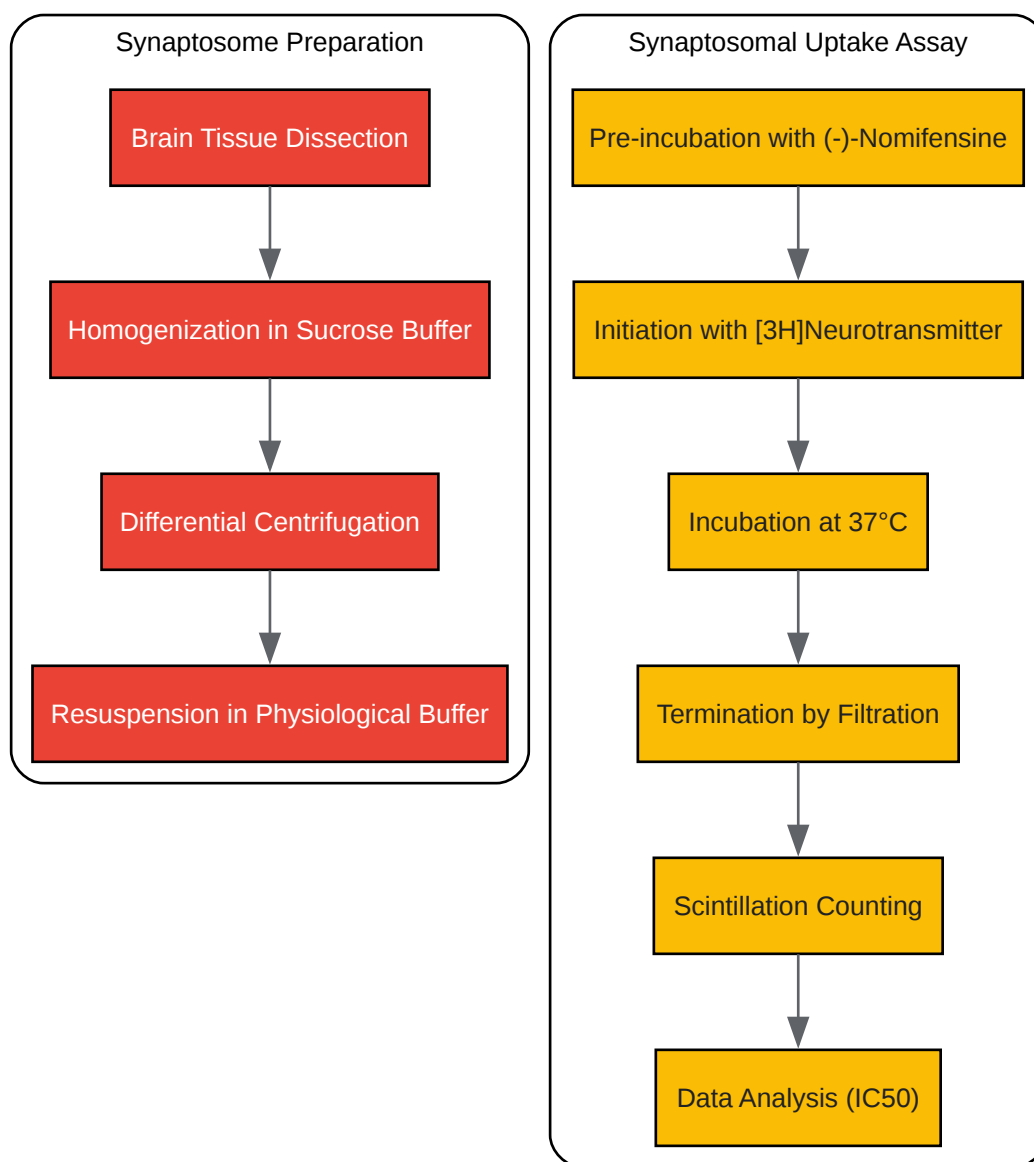 Synaptosome Preparation
Brain Tissue Dissection
Homogenization in Sucrose Buffer
Differential Centrifugation
Resuspension in Physiological Buffer
Synaptosomal Uptake Assay
Pre-incubation with (-)-Nomifensine
Initiation with [3H]Neurotransmitter
Incubation at 37°C
Termination by Filtration
Scintillation Counting
Data Analysis (IC50)